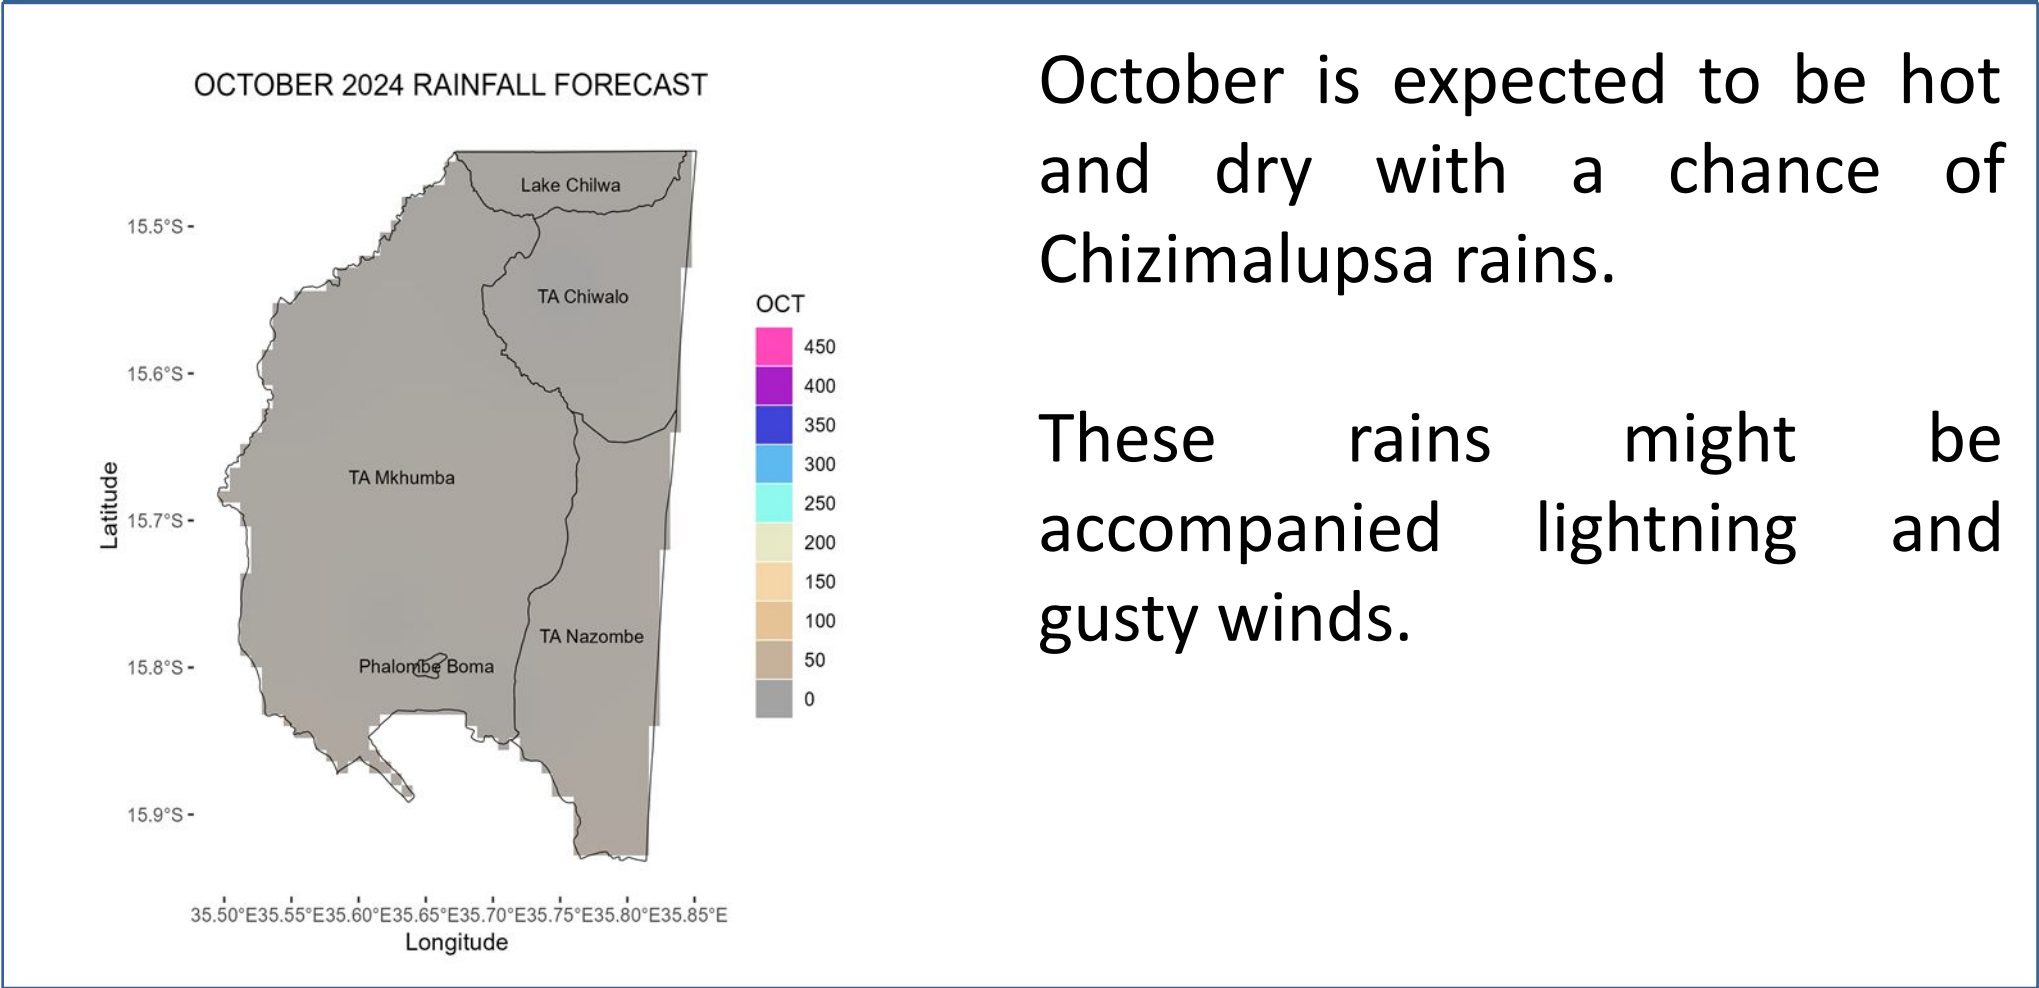 OCTOBER 2024 RAINFALL FORECAST
Lake Chilwa
15.5°S
TA Chiwalo
OCT
450
15.6°S
400
350
300
TA Mkhumba
Latitude
250
15.7°S
200
150
100
TA Nazombe
50
15.8°S
Phalombe Boma
0
15.9°S
35.50°E35.55°E35.60°E35.65°E35.70°E35.75°E35.80°E35.85°E
Longitude
October is expected to be hot
and dry with a chance of
Chizimalupsa rains.
These rains might be
accompanied lightning and
gusty winds.